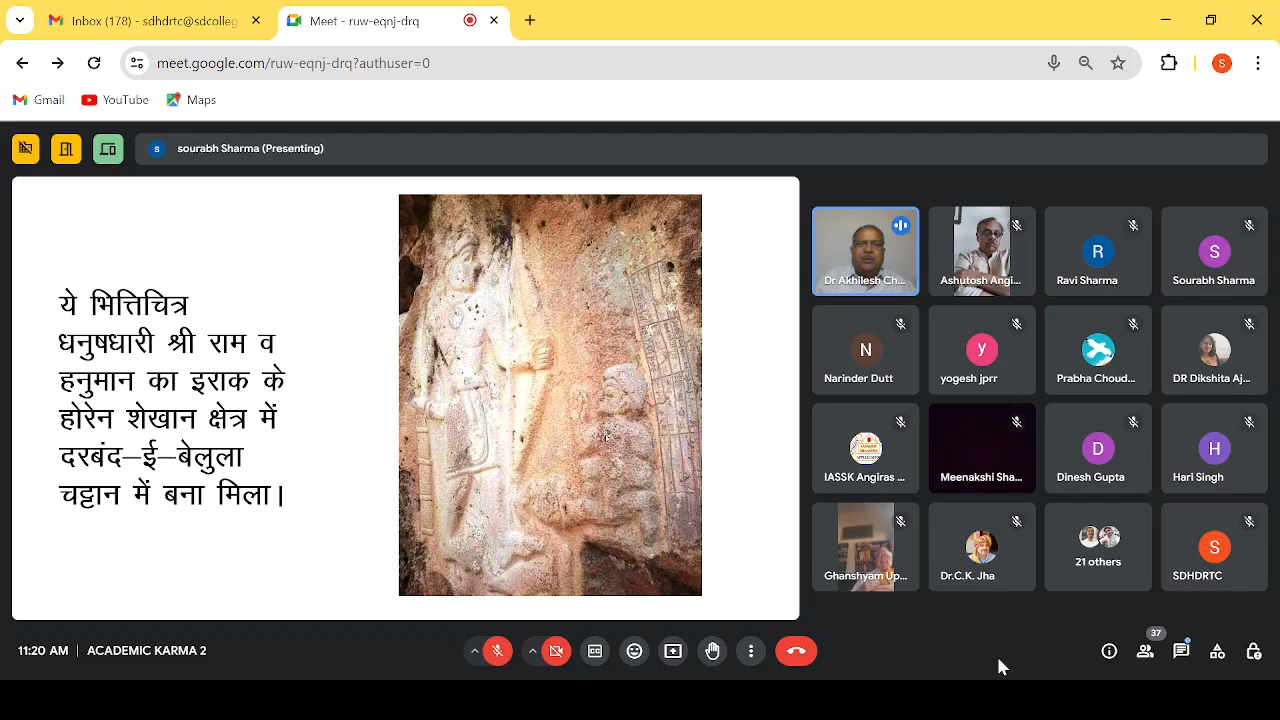 Inbox (178) - sdhdrtc@sdcolleg
Meet - ruw-eqnj-drq
meet.google.com/ruw-eqnj-drq?authuser=0
S
Gmail
YouTube
Maps
s
sourabh Sharma (Presenting)
ये भित्तिचित्र
धनुषधारी श्री राम व
हनुमान का इराक के
होरेन शेखान क्षेत्र में
दरबंद–ई–बेलुला
चट्टान में बना मिला।
Dr Akhilesh Ch...
Ashutosh Angi...
R
Ravi Sharma
S
Sourabh Sharma
N
Narinder Dutt
y
yogesh jprr
Prabha Choud...
DR Dikshita Aj...
IASSK Angiras ...
Meenakshi Sha...
D
Dinesh Gupta
H
Hari Singh
Ghanshyam Up...
Dr.C.K. Jha
21 others
S
SDHDRTC
11:20 AM | ACADEMIC KARMA 2
37